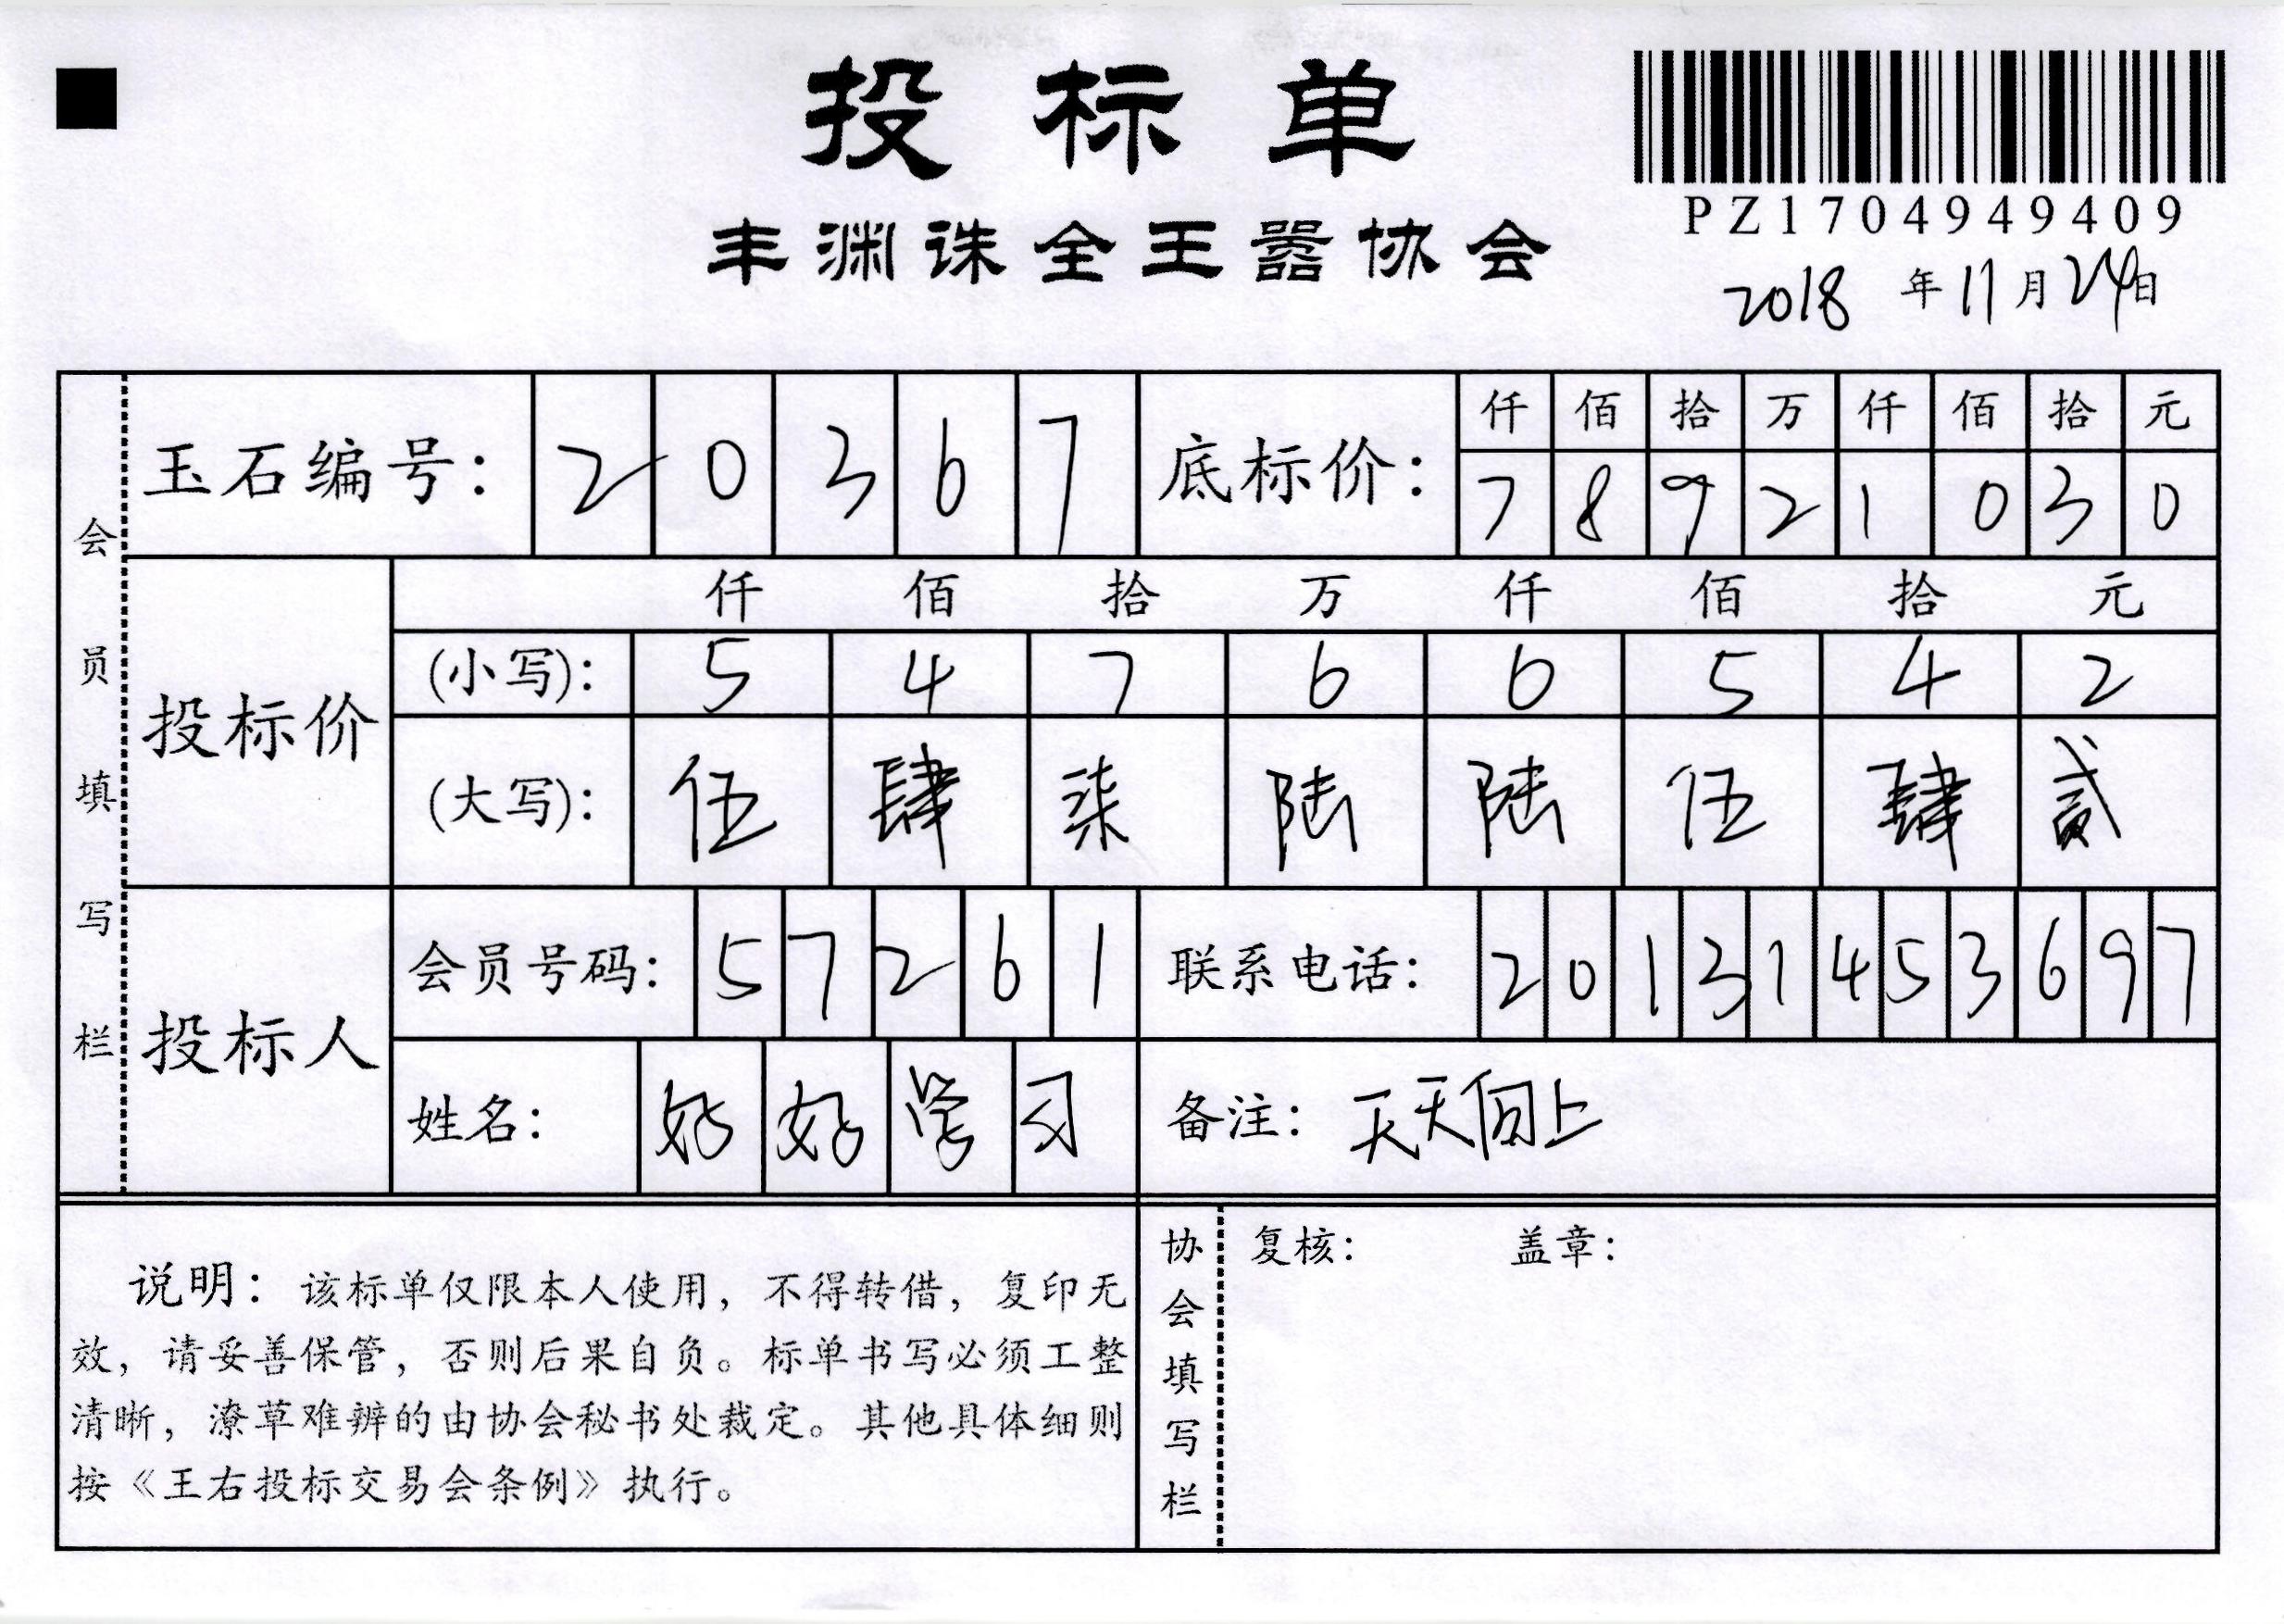 投标单
丰渊诛全王嚣协会
PZ1704949409
2018 年 11 月 24 日
会员填写栏
玉石编号： 2 0 3 6 7
底标价： 仟 佰 拾 万 仟 佰 拾 元
7 8 9 2 1 0 3 0
投标价
仟 佰 拾 万 仟 佰 拾 元
(小写)： 5 4 7 6 6 5 4 2
(大写)： 伍 肆 柒 陆 陆 伍 肆 贰
投标人
会员号码： 5 7 2 6 1
联系电话： 2 0 1 3 1 4 5 3 6 9 7
姓名： 好 好 学 习
备注： 天天向上
说明：该标单仅限本人使用，不得转借，复印无
效，请妥善保管，否则后果自负。标单书写必须工整
清晰，潦草难辨的由协会秘书处裁定。其他具体细则
按《王右投标交易会条例》执行。
协会填写栏
复核： 盖章：